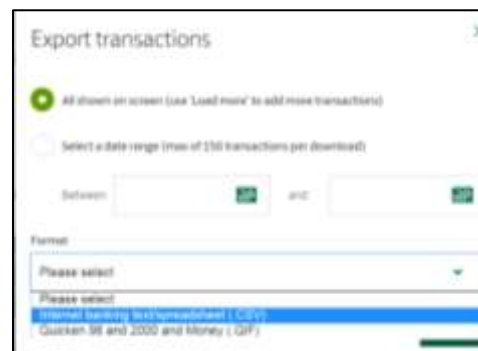 Export transactions
All shown on screen (use 'Load more' to add more transactions)
Select a date range (max of 150 transactions per download)
Between and
Format
Please select
Please select
Internet banking text/spreadsheet (.CSV)
Quicken 98 and 2000 and Money (.QIF)